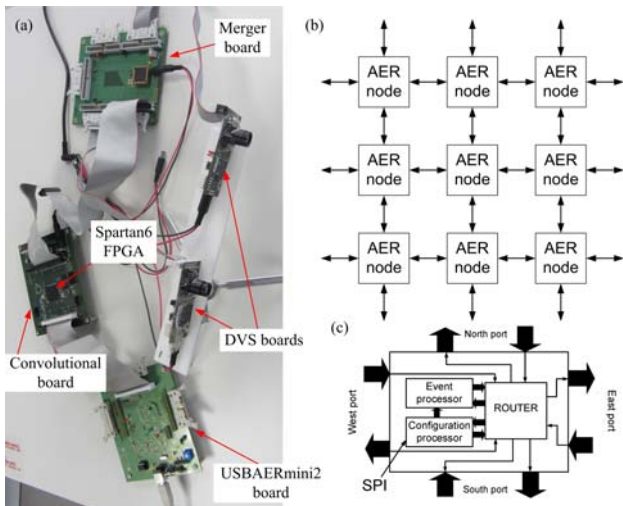 (a)
Merger
board
Spartan6
FPGA
DVS boards
Convolutional
board
USBAERmini2
board
(b)
AER
node
AER
node
AER
node
AER
node
AER
node
AER
node
AER
node
AER
node
AER
node
(c)
North port
West port
Event
processor
Configuration
processor
ROUTER
East port
SPI
South port